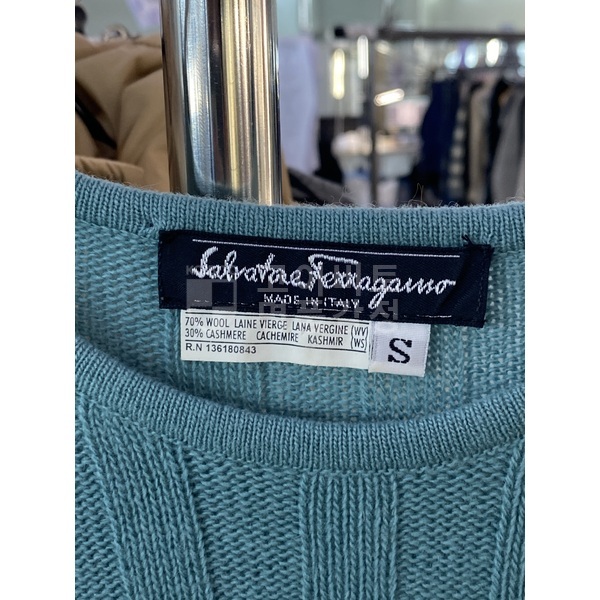 Salvatore Ferragamo
MADE IN ITALY
70% WOOL LAINE VIERGE LANA VERGINE (WV)
30% CASHMERE CACHEMIRE KASHMIR (WS)
R.N 136180843
S